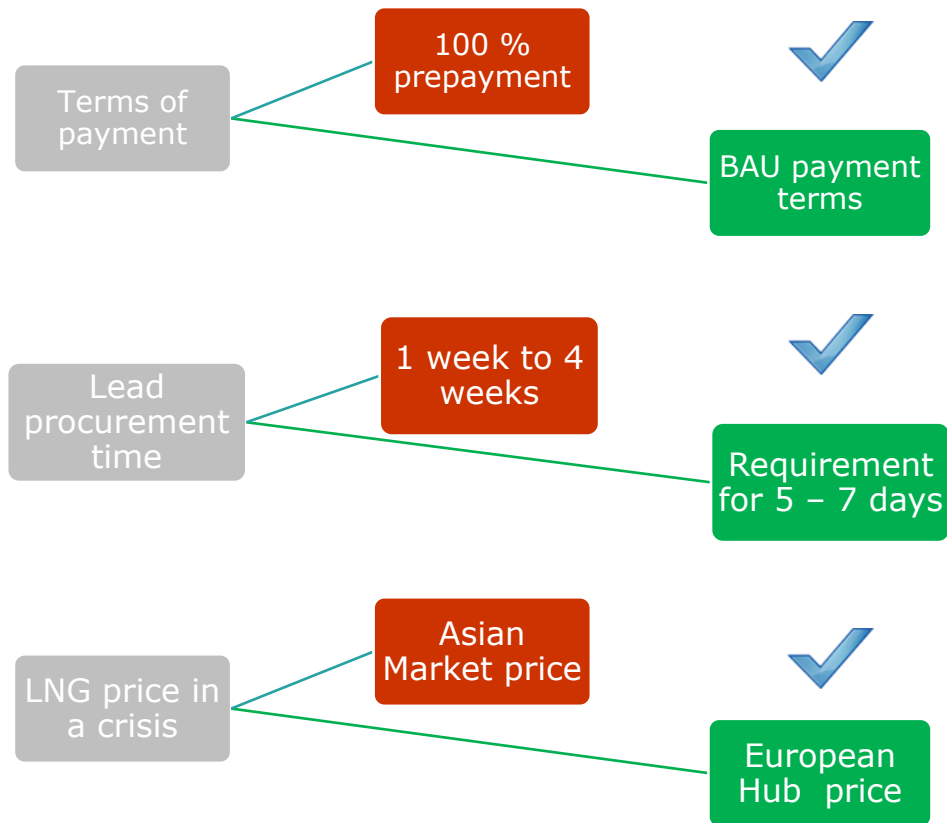 Terms of
payment
100 %
prepayment
BAU payment
terms
Lead
procurement
time
1 week to 4
weeks
Requirement
for 5 – 7 days
LNG price in
a crisis
Asian
Market price
European
Hub price